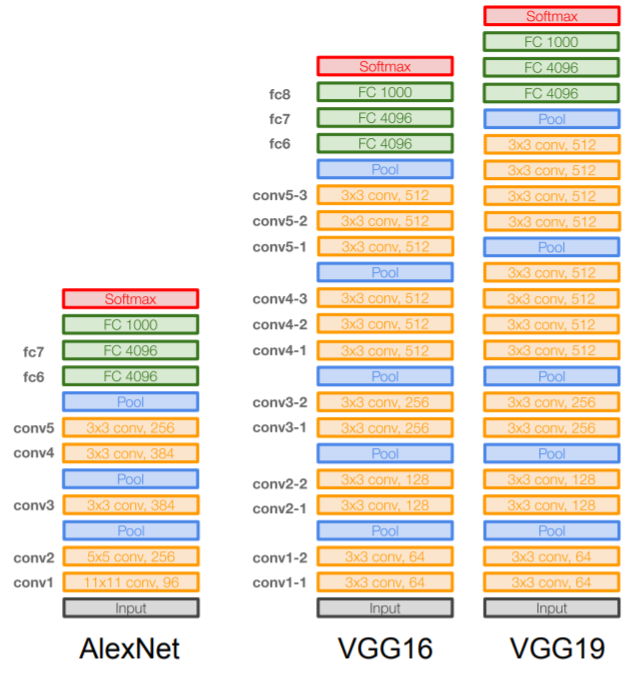 Softmax
FC 1000
fc7 FC 4096
fc6 FC 4096
Pool
conv5 3x3 conv, 256
conv4 3x3 conv, 384
Pool
conv3 3x3 conv, 384
Pool
conv2 5x5 conv, 256
conv1 11x11 conv, 96
Input
AlexNet
Softmax
fc8 FC 1000
fc7 FC 4096
fc6 FC 4096
Pool
conv5-3 3x3 conv, 512
conv5-2 3x3 conv, 512
conv5-1 3x3 conv, 512
Pool
conv4-3 3x3 conv, 512
conv4-2 3x3 conv, 512
conv4-1 3x3 conv, 512
Pool
conv3-2 3x3 conv, 256
conv3-1 3x3 conv, 256
Pool
conv2-2 3x3 conv, 128
conv2-1 3x3 conv, 128
Pool
conv1-2 3x3 conv, 64
conv1-1 3x3 conv, 64
Input
VGG16
Softmax
FC 1000
FC 4096
FC 4096
Pool
3x3 conv, 512
3x3 conv, 512
3x3 conv, 512
3x3 conv, 512
Pool
3x3 conv, 512
3x3 conv, 512
3x3 conv, 512
3x3 conv, 512
Pool
3x3 conv, 256
3x3 conv, 256
Pool
3x3 conv, 128
3x3 conv, 128
Pool
3x3 conv, 64
3x3 conv, 64
Input
VGG19